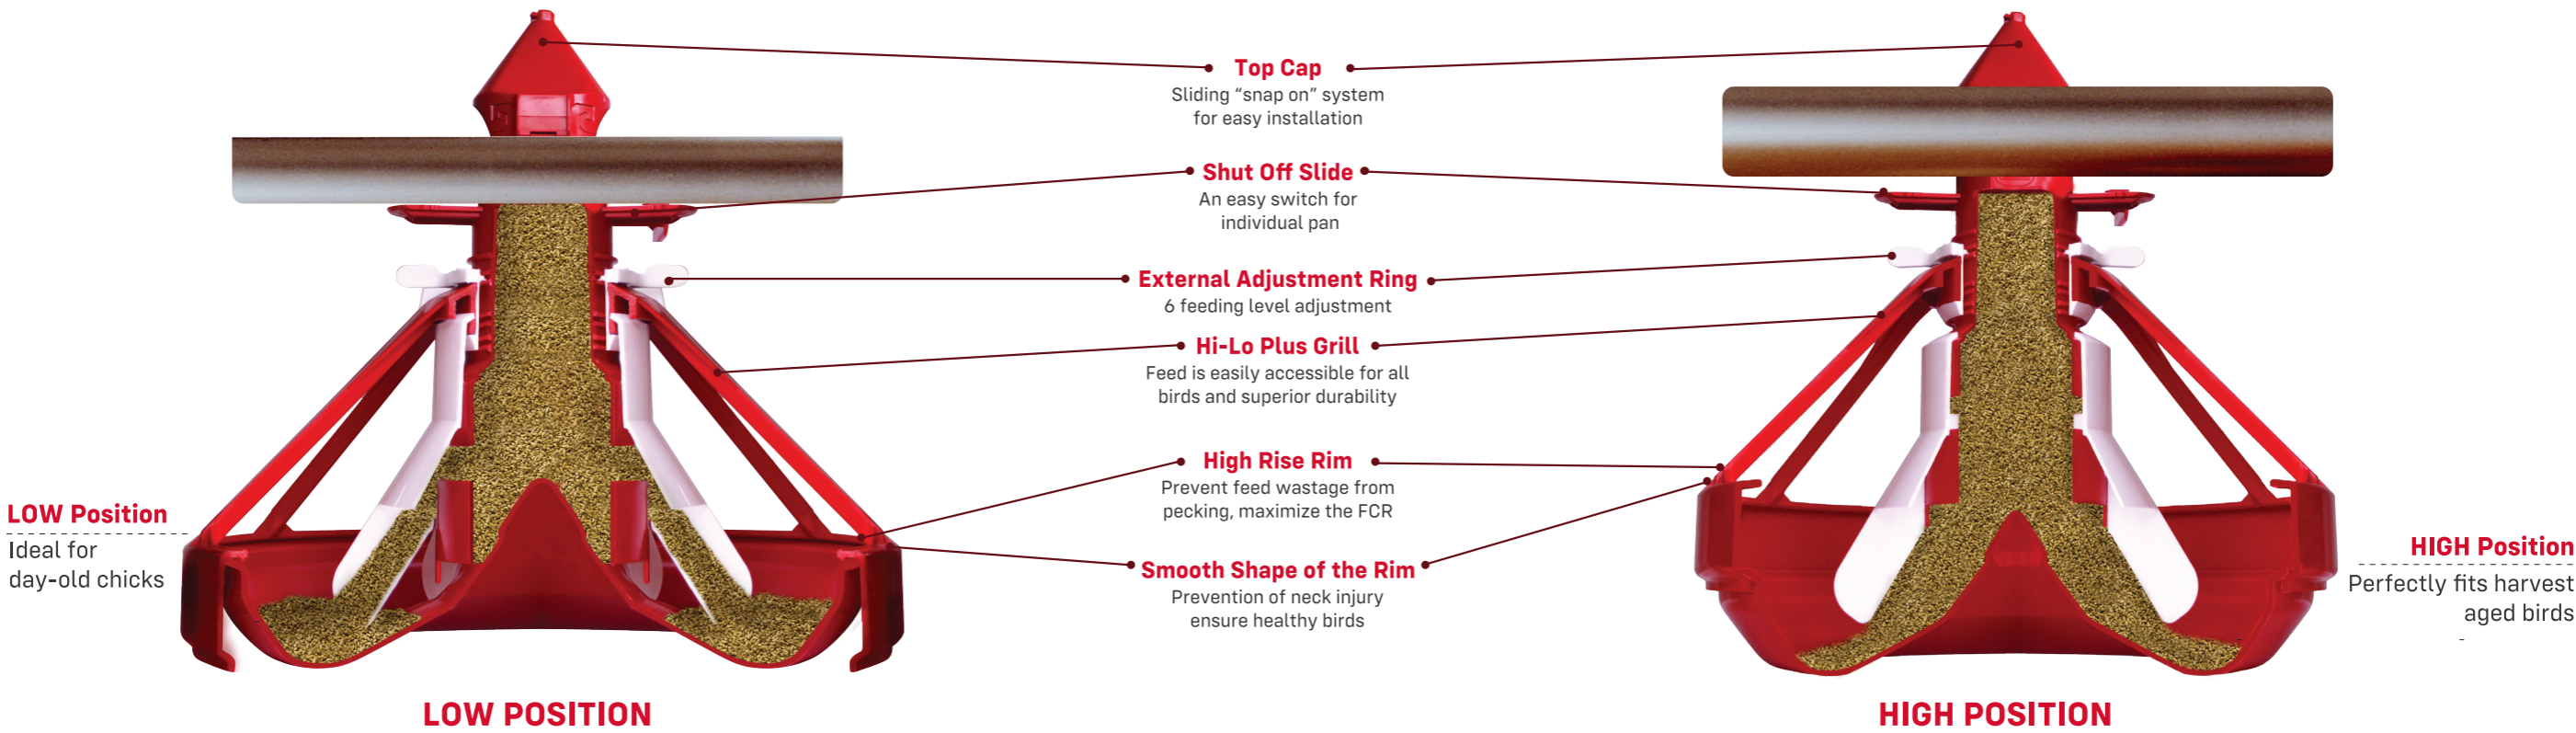 Top Cap
Sliding “snap on” system
for easy installation
Shut Off Slide
An easy switch for
individual pan
External Adjustment Ring
6 feeding level adjustment
Hi-Lo Plus Grill
Feed is easily accessible for all
birds and superior durability
High Rise Rim
Prevent feed wastage from
pecking, maximize the FCR
Smooth Shape of the Rim
Prevention of neck injury
ensure healthy birds
LOW Position
Ideal for
day-old chicks
HIGH Position
Perfectly fits harvest
aged birds
-
LOW POSITION
HIGH POSITION